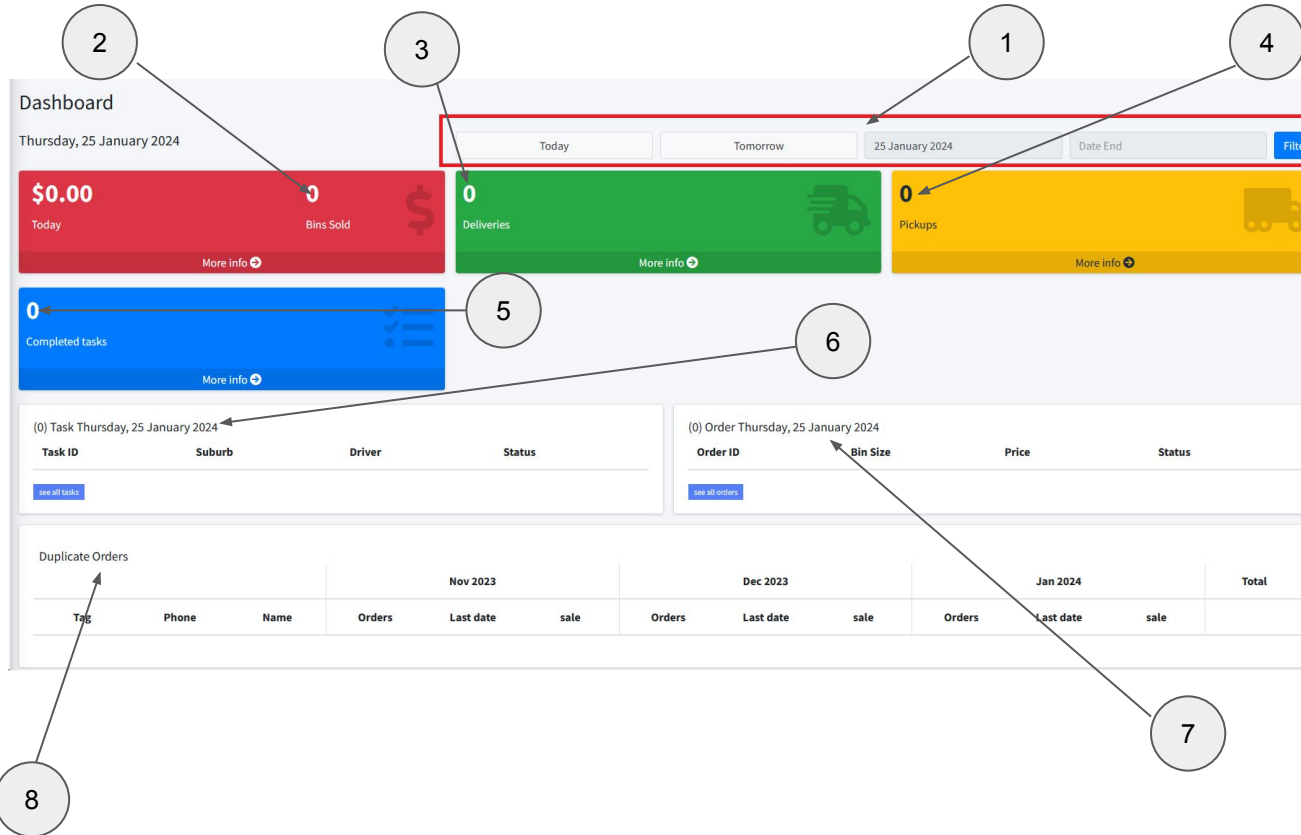 2
3
1
4
Dashboard
Thursday, 25 January 2024
Today Tomorrow 25 January 2024 Date End
$0.00 0
Today Bins Sold
More info
0
Deliveries
More info
0
Pickups
More info
0
Completed tasks
More info
5
6
(0) Task Thursday, 25 January 2024
Task ID Suburb Driver Status
see all tasks
(0) Order Thursday, 25 January 2024
Order ID Bin Size Price Status
see all orders
Duplicate Orders
Nov 2023 Dec 2023 Jan 2024 Total
Tag Phone Name Orders Last date sale Orders Last date sale Orders Last date sale
7
8